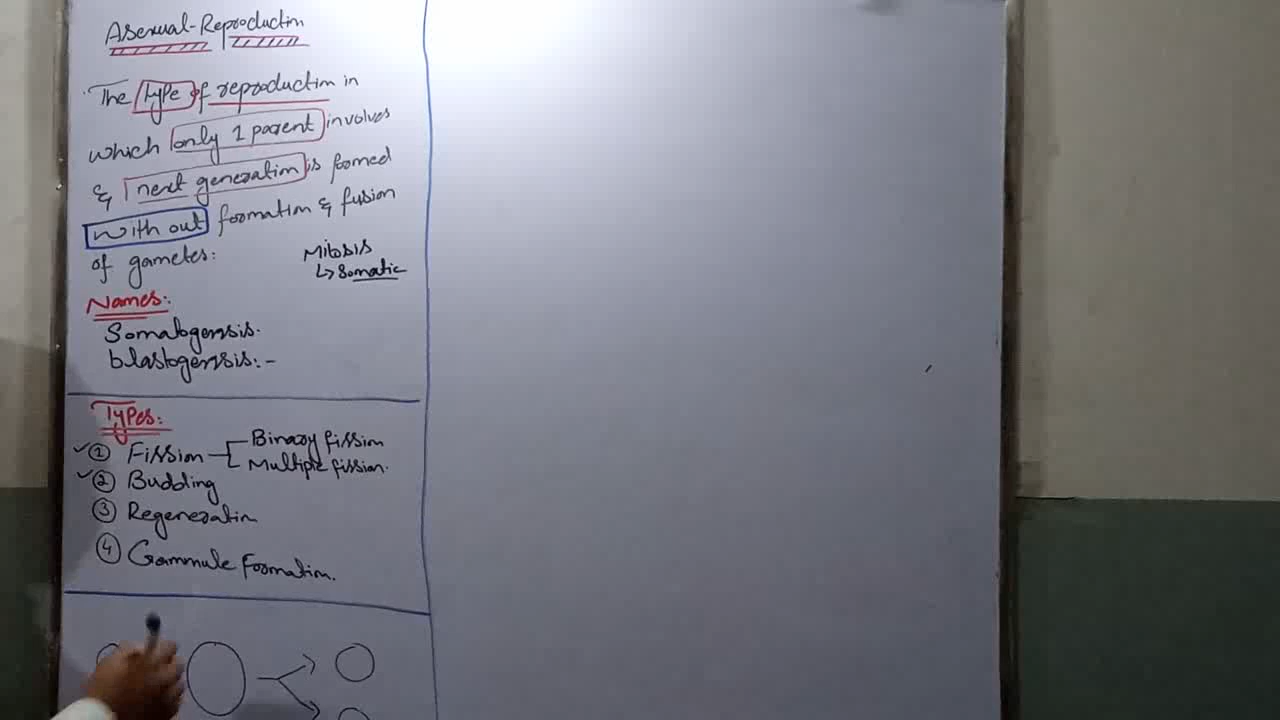 Asexual-Reproduction
The type of reproduction in
which only 1 parent involves
& next generation is formed
with out formation & fusion
of gametes:
Mitosis
↳ Somatic
Names:
Somatogensis.
blastogensis:-
Types:
✓① Fission Binary fission
Multiple fission.
✓② Budding
③ Regeneration
④ Gammule Formation.